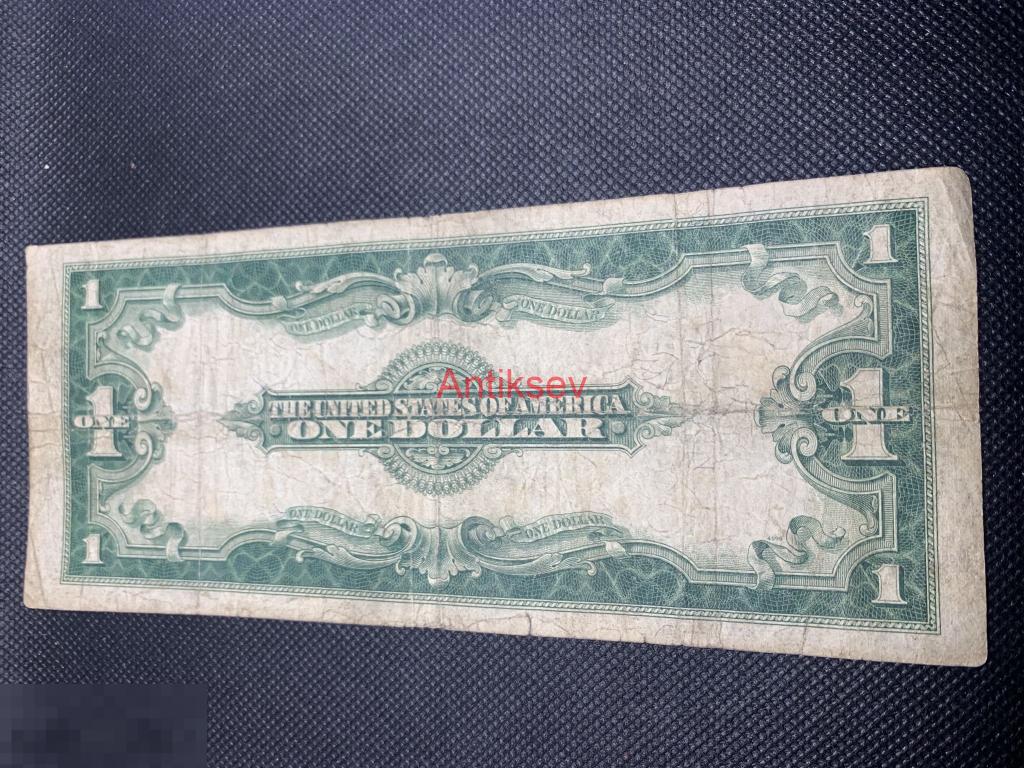 1 1
ONE DOLLAR ONE DOLLAR
Antiksev
THE UNITED STATES OF AMERICA
ONE DOLLAR
1 ONE 1 ONE
ONE DOLLAR ONE DOLLAR
1 1